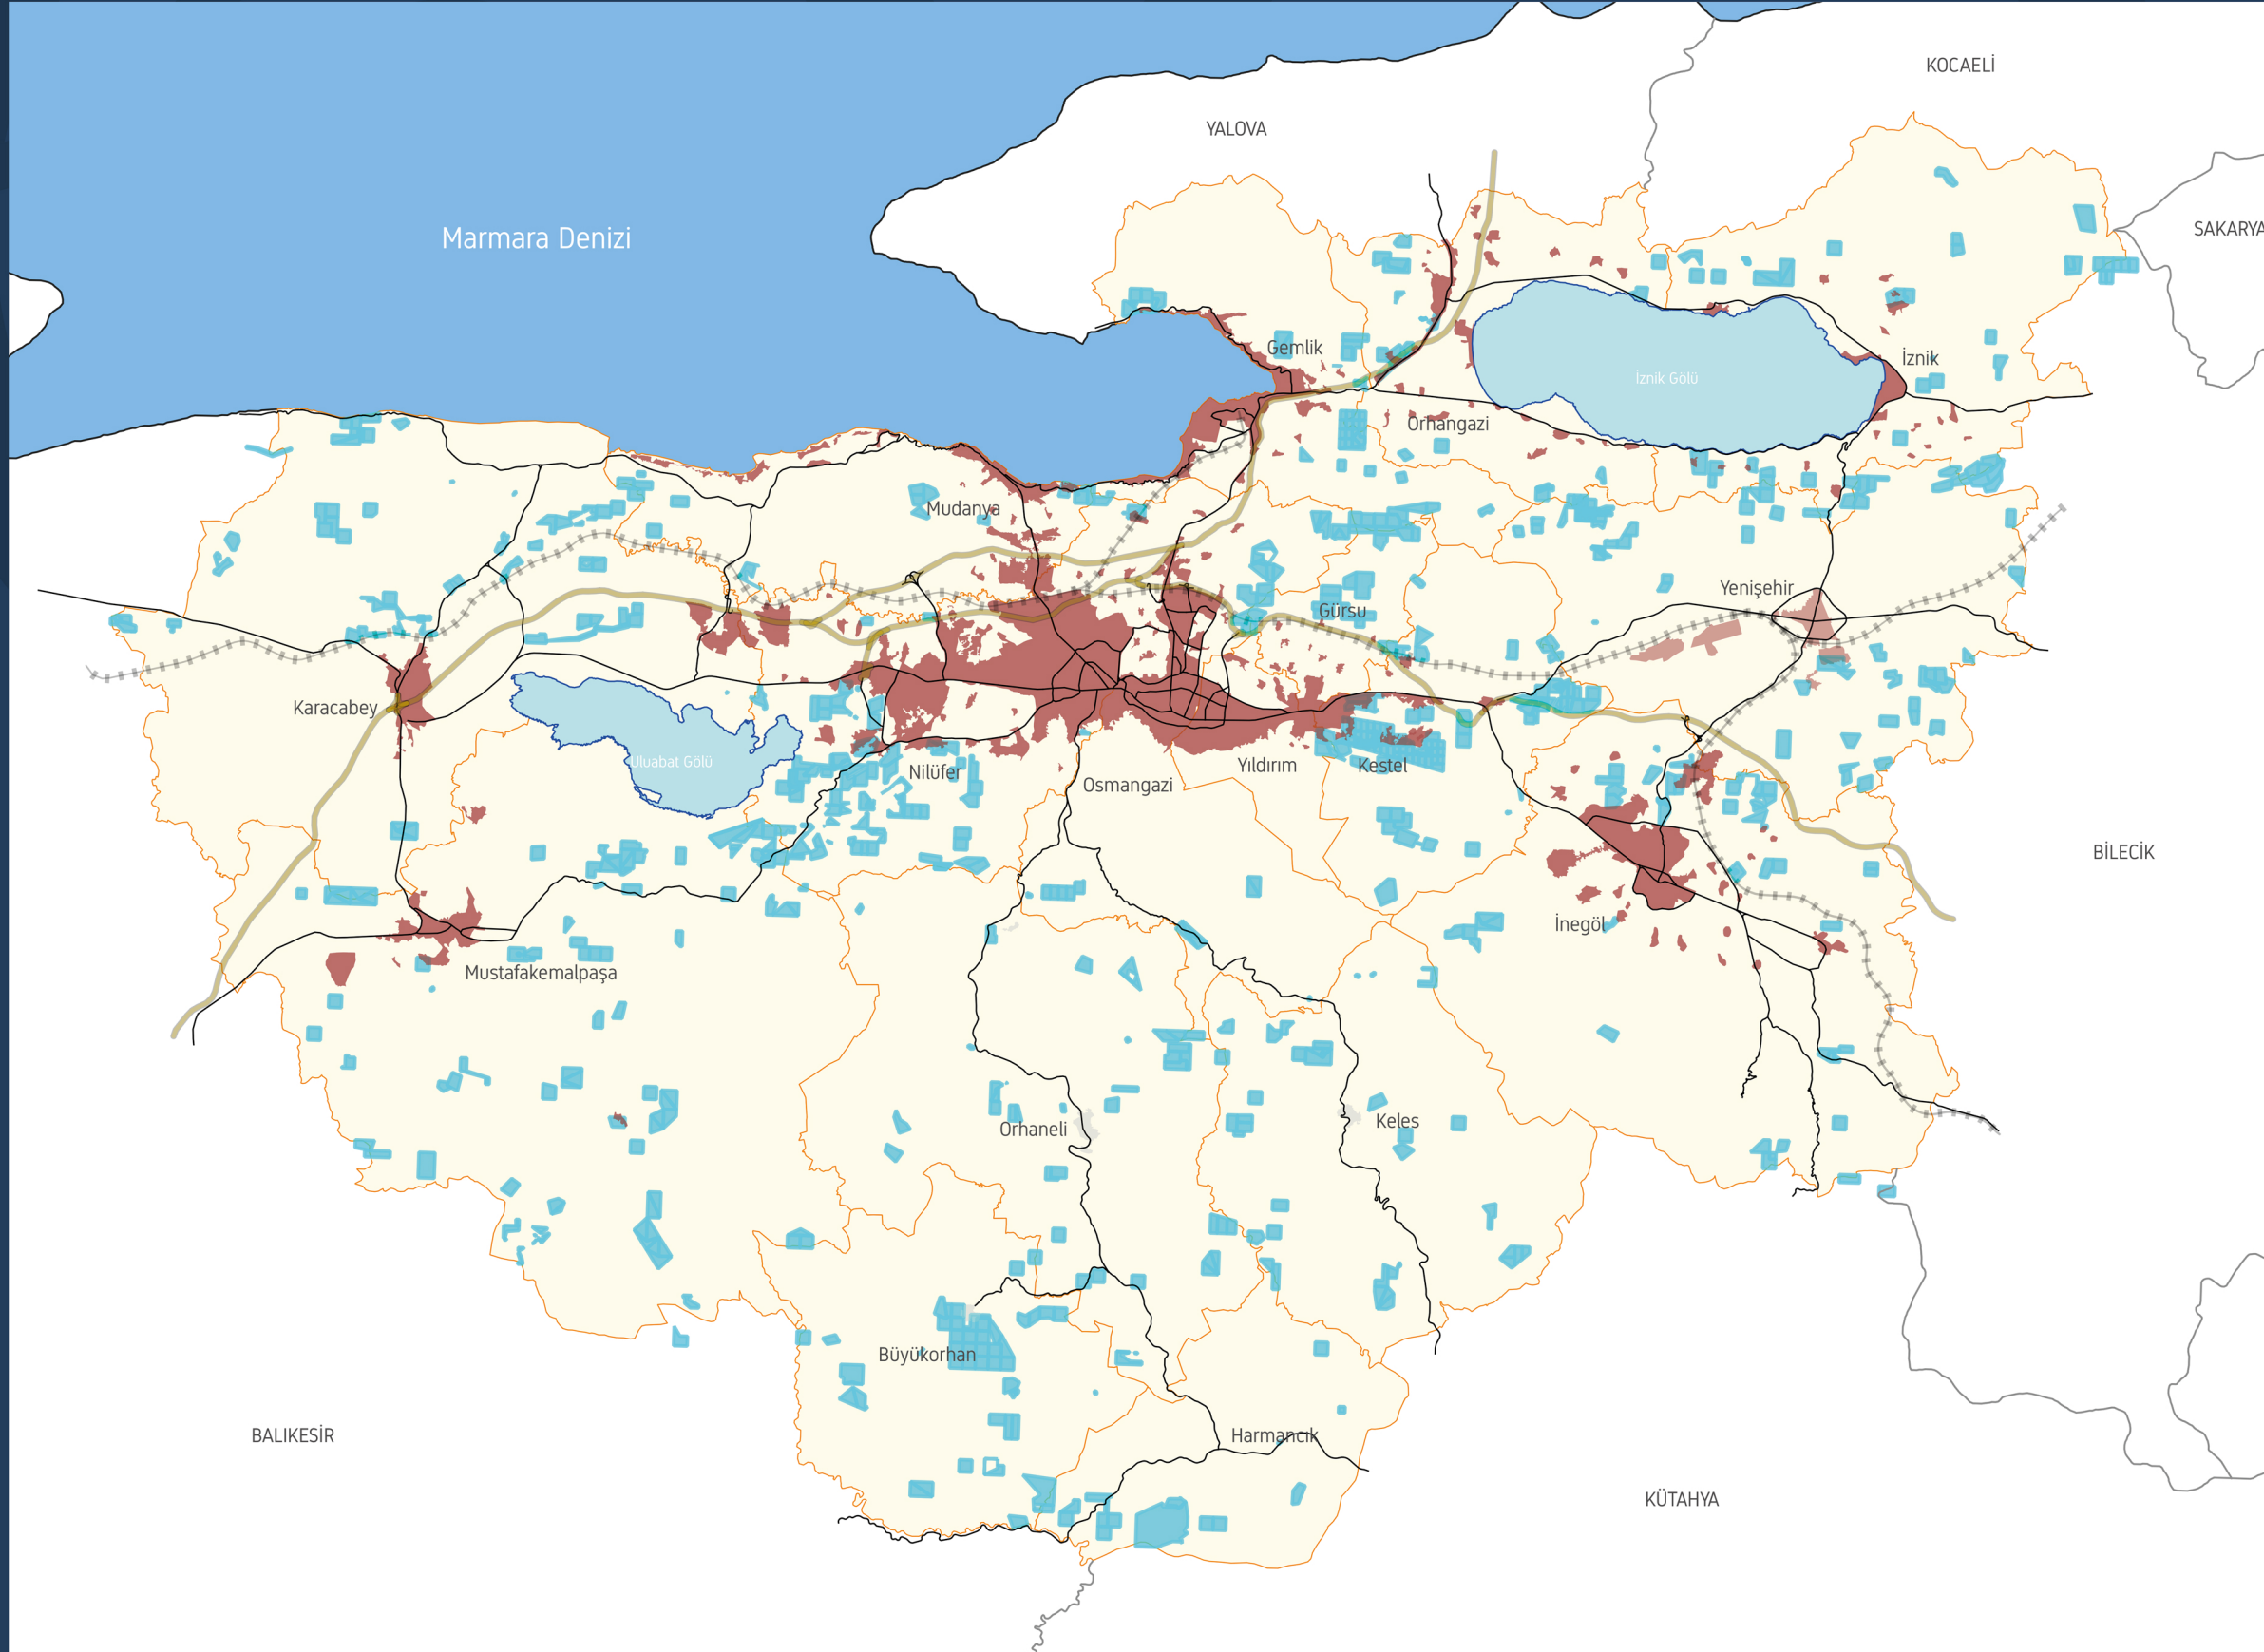 KOCAELİ
YALOVA
SAKARYA
Marmara Denizi
Gemlik
İznik
İznik Gölü
Orhangazi
Mudanya
Yenişehir
Gürsu
Karacabey
Uluabat Gölü
Nilüfer
Yıldırım
Kestel
Osmangazi
BİLECİK
İnegöl
Mustafakemalpaşa
Keles
Orhaneli
Büyükorhan
BALIKESİR
Harmancık
KÜTAHYA